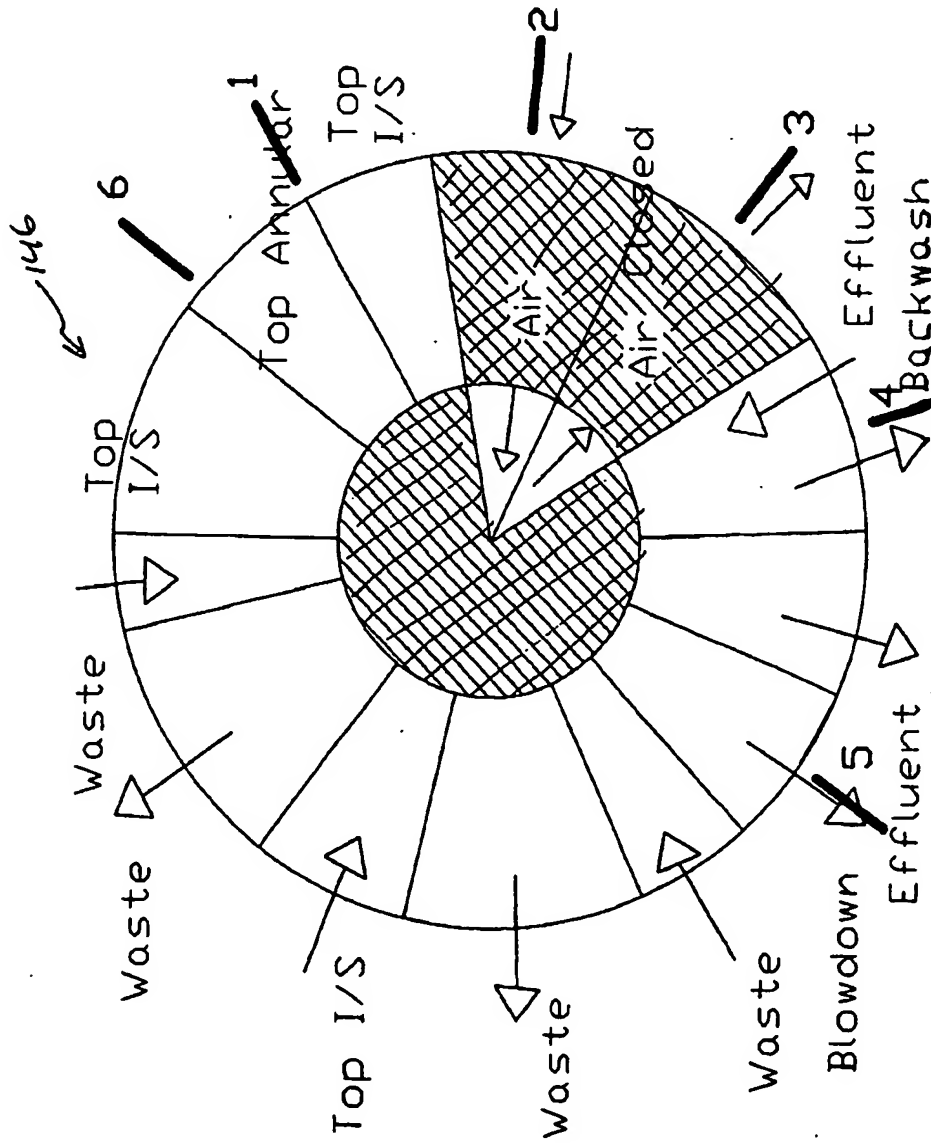 146
6
1
Top Annular
Top
I/S
2
Top
I/S
Air
Closed
Air
3
Effluent
4
Backwash
Waste
Waste
Top I/S
Waste
Waste
Blowdown
5
Effluent